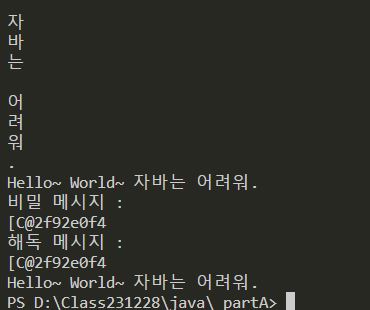 자
바
는
어
려
워
.
Hello~ World~ 자바는 어려워.
비밀 메시지 :
[C@2f92e0f4
해독 메시지 :
[C@2f92e0f4
Hello~ World~ 자바는 어려워.
PS D:\Class231228\java\_partA>